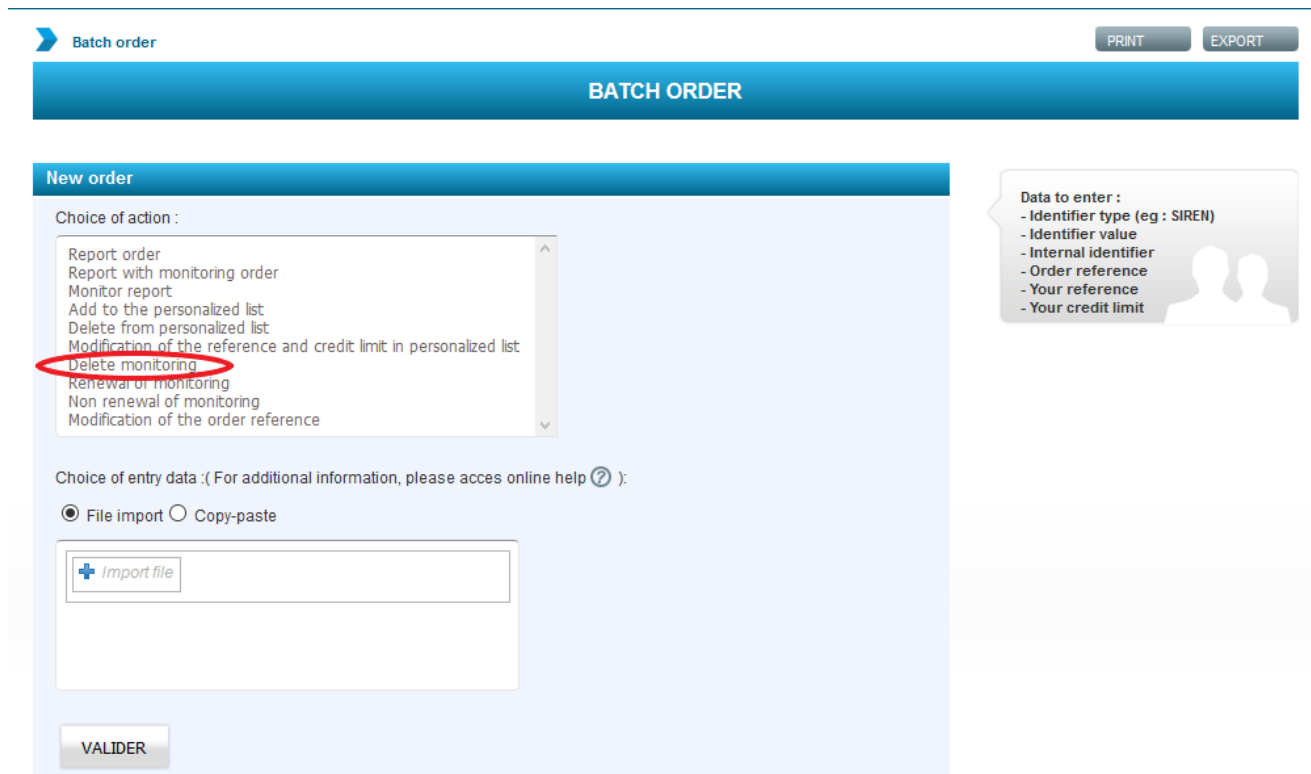 Batch order
PRINT
EXPORT
BATCH ORDER
New order
Choice of action :
Report order
Report with monitoring order
Monitor report
Add to the personalized list
Delete from personalized list
Modification of the reference and credit limit in personalized list
Delete monitoring
Renewal of monitoring
Non renewal of monitoring
Modification of the order reference
Choice of entry data :( For additional information, please acces online help ? ):
File import Copy-paste
Import file
VALIDER
Data to enter :
- Identifier type (eg : SIREN)
- Identifier value
- Internal identifier
- Order reference
- Your reference
- Your credit limit